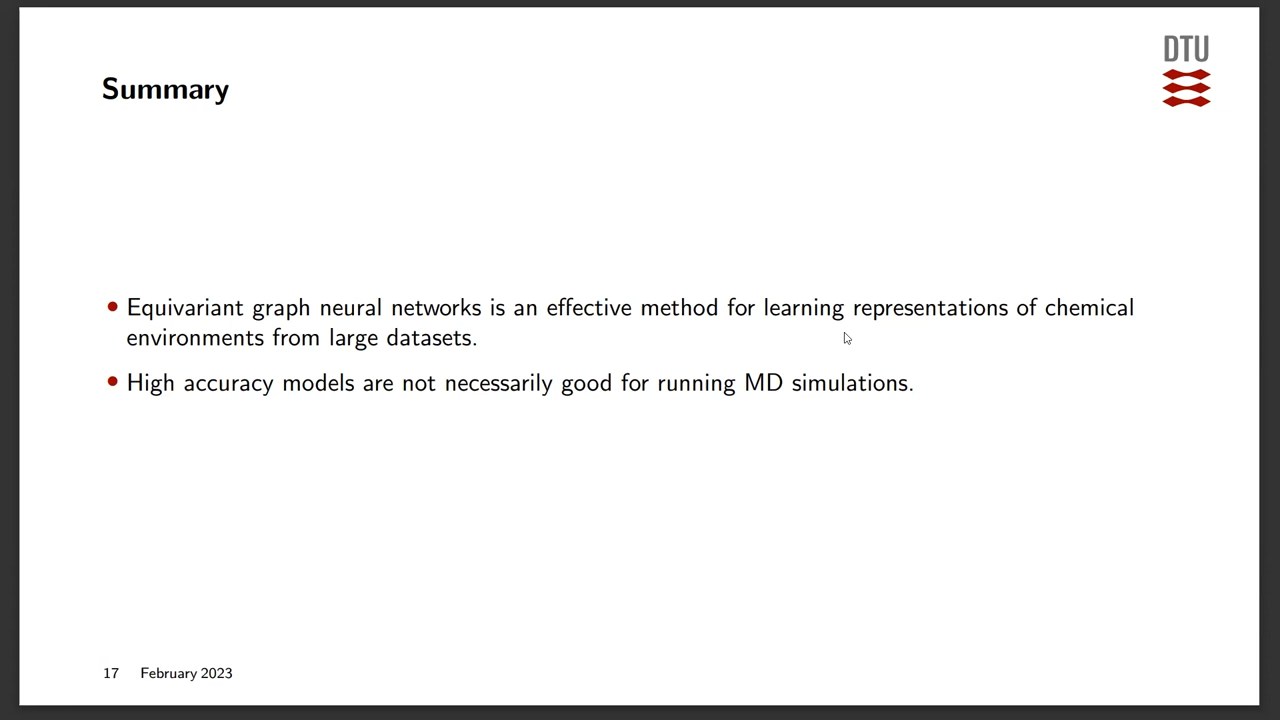 DTU
Summary
• Equivariant graph neural networks is an effective method for learning representations of chemical
environments from large datasets.
• High accuracy models are not necessarily good for running MD simulations.
17 February 2023